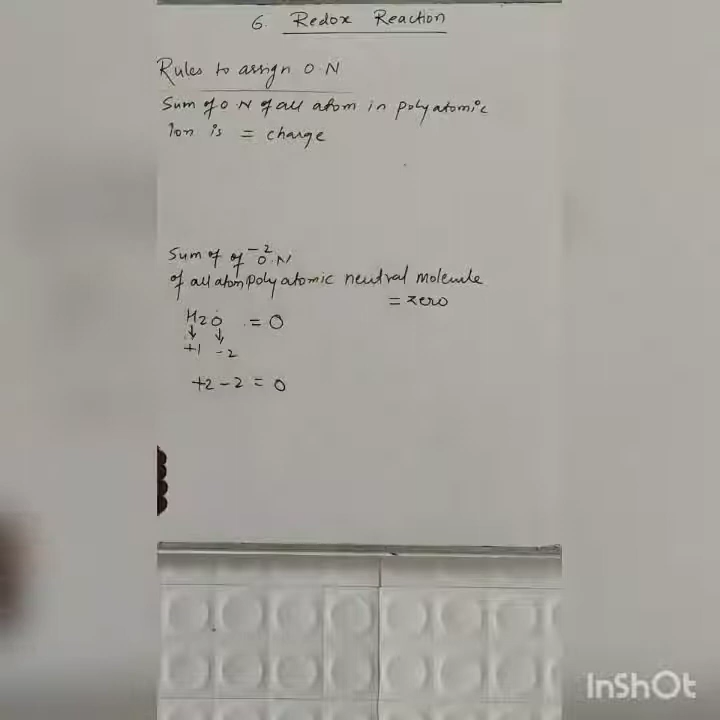 6. Redox Reaction
Rules to assign O.N
Sum of O.N of all atom in polyatomic
ion is = charge
-2
Sum of of O.N
of all atom polyatomic neutral molecule
= zero
H2O = 0
↓ ↓
+1 -2
+2 - 2 = 0
InShOt